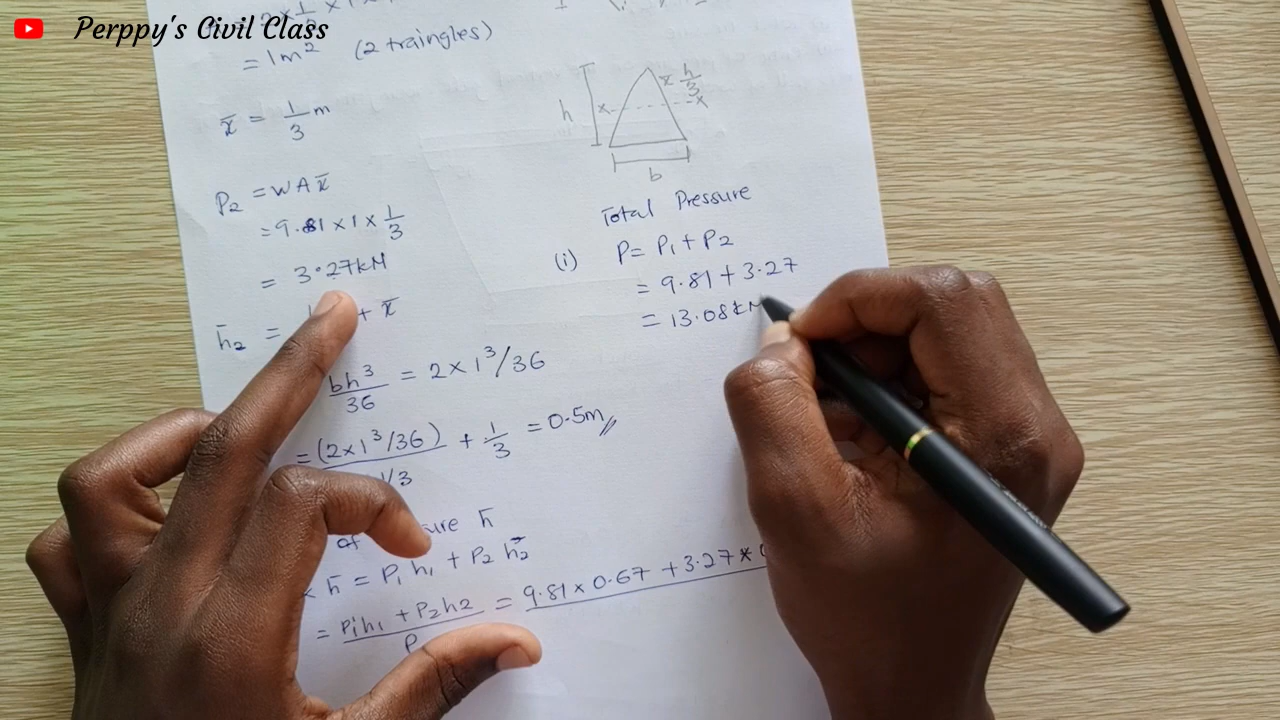 Perppy's Civil Class
= 1m² (2 traingles)
x̄ = 1/3 m
P₂ = WAx̄
= 9.81 × 1 × 1/3
= 3.27kN
h̄₂ = + x̄
bh³/36 = 2 × 1³/36
= (2×1³/36)/1/3 + 1/3 = 0.5m
of h̄
× h̄ = P₁h₁ + P₂h̄₂
= P₁h₁ + P₂h₂/P = 9.81 × 0.67 + 3.27 *
h
x x h/3
x
b
Total Pressure
(i) P = P₁ + P₂
= 9.81 + 3.27
= 13.08kN